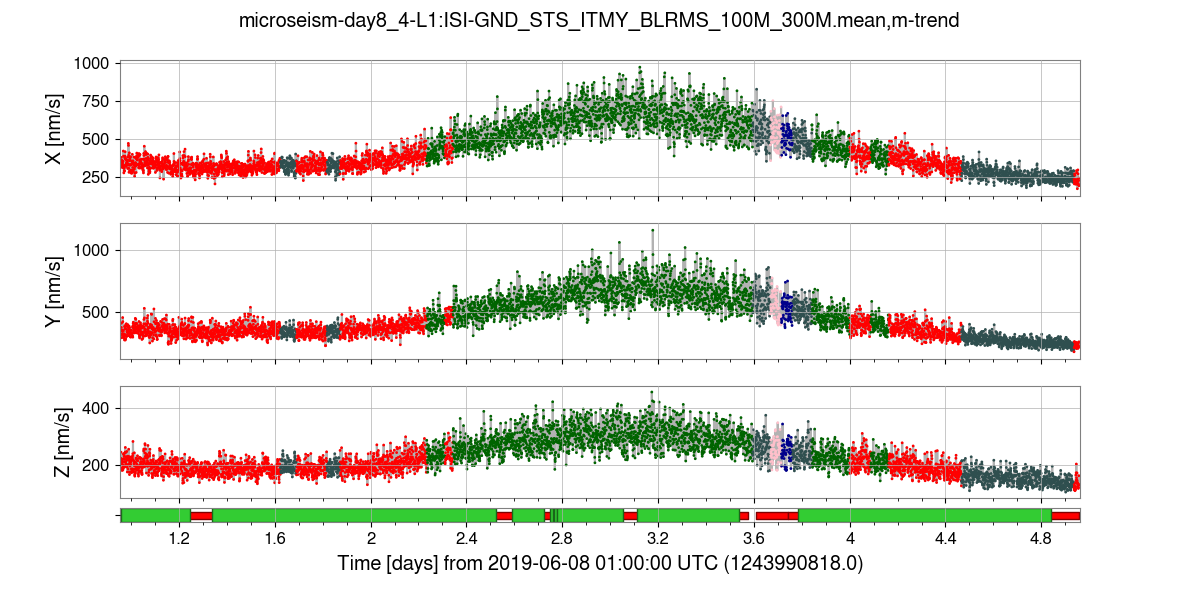 microseism-day8_4-L1:ISI-GND_STS_ITMY_BLRMS_100M_300M.mean,m-trend
1000
750
500
250
X [nm/s]
1000
500
Y [nm/s]
400
200
Z [nm/s]
1.2 1.6 2 2.4 2.8 3.2 3.6 4 4.4 4.8
Time [days] from 2019-06-08 01:00:00 UTC (1243990818.0)